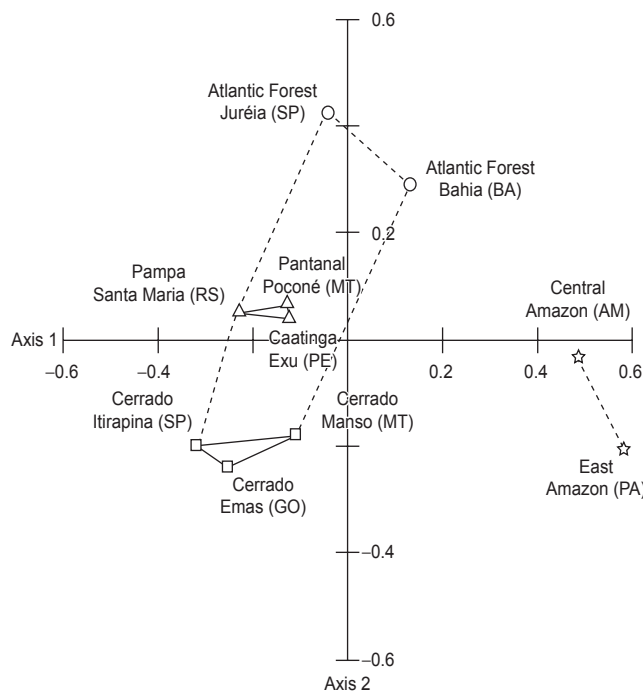 0.6
Atlantic Forest
Juréia (SP)
Atlantic Forest
Bahia (BA)
0.2
Pampa
Santa Maria (RS)
Pantanal
Poconé (MT)
Central
Amazon (AM)
Axis 1
Caatinga
Exu (PE)
−0.6
−0.4
0.2
0.4
0.6
Cerrado
Itirapina (SP)
Cerrado
Manso (MT)
Cerrado
Emas (GO)
East
Amazon (PA)
−0.4
−0.6
Axis 2